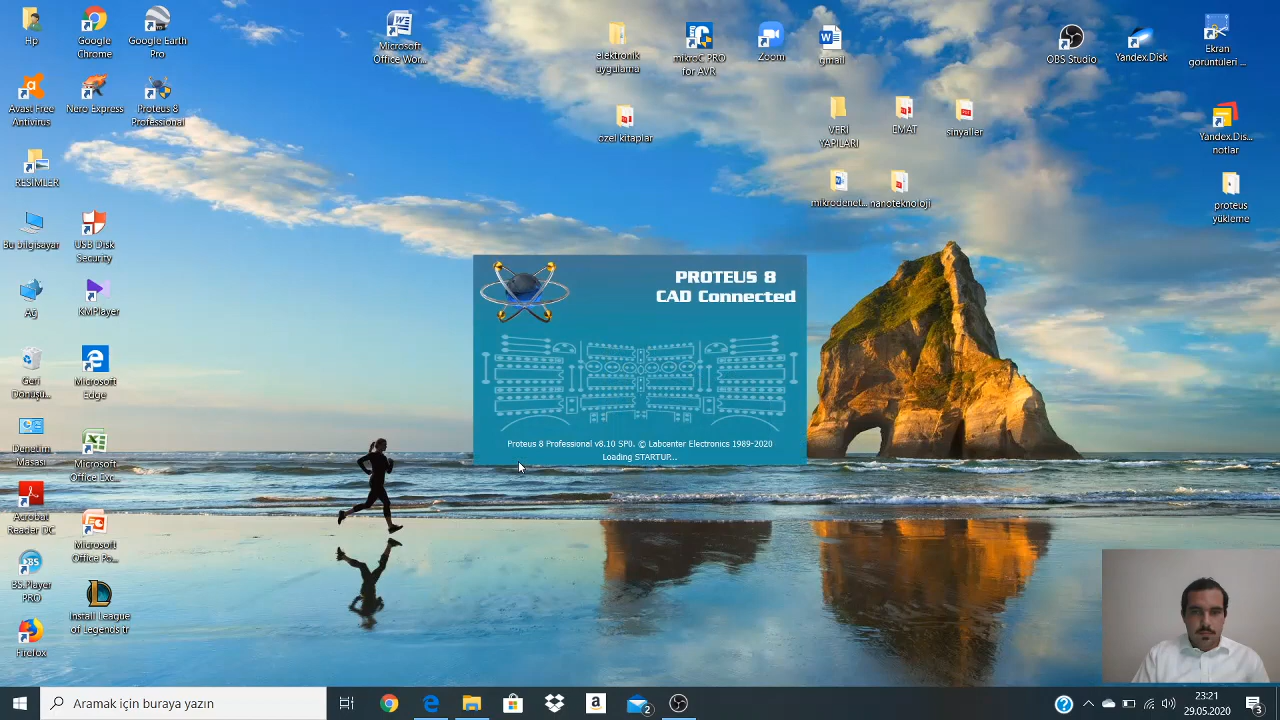 Hp
Google
Chrome
Google Earth
Pro
Microsoft
Office Wor...
elektronik
uygulama
mikroC PRO
for AVR
Zoom
gmail
OBS Studio
Yandex.Disk
Ekran
goruntuleri ...
Avast Free
Antivirus
Nero Express
Proteus 8
Professional
ozel kitaplar
VERİ
YAPILARI
EMAT
sinyaller
Yandex.Dis...
notlar
RESİMLER
mikrodenet...
nanoteknoloji
proteus
yükleme
Bu bilgisayar
USB Disk
Security
Ağ
KMPlayer
PROTEUS 8
CAD Connected
Geri
Dönüşü...
Microsoft
Edge
Proteus 8 Professional v8.10 SP0. © Labcenter Electronics 1989-2020
Loading STARTUP...
Denetim
Masası
Microsoft
Office Exc...
Acrobat
Reader DC
Microsoft
Office Po...
BS.Player
PRO
Install League
of Legends tr
Firefox
Aramak için buraya yazın
2
23:21
29.05.2020
3